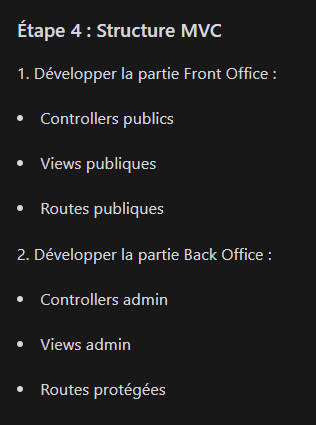 Étape 4 : Structure MVC
1. Développer la partie Front Office :
• Controllers publics
• Views publiques
• Routes publiques
2. Développer la partie Back Office :
• Controllers admin
• Views admin
• Routes protégées